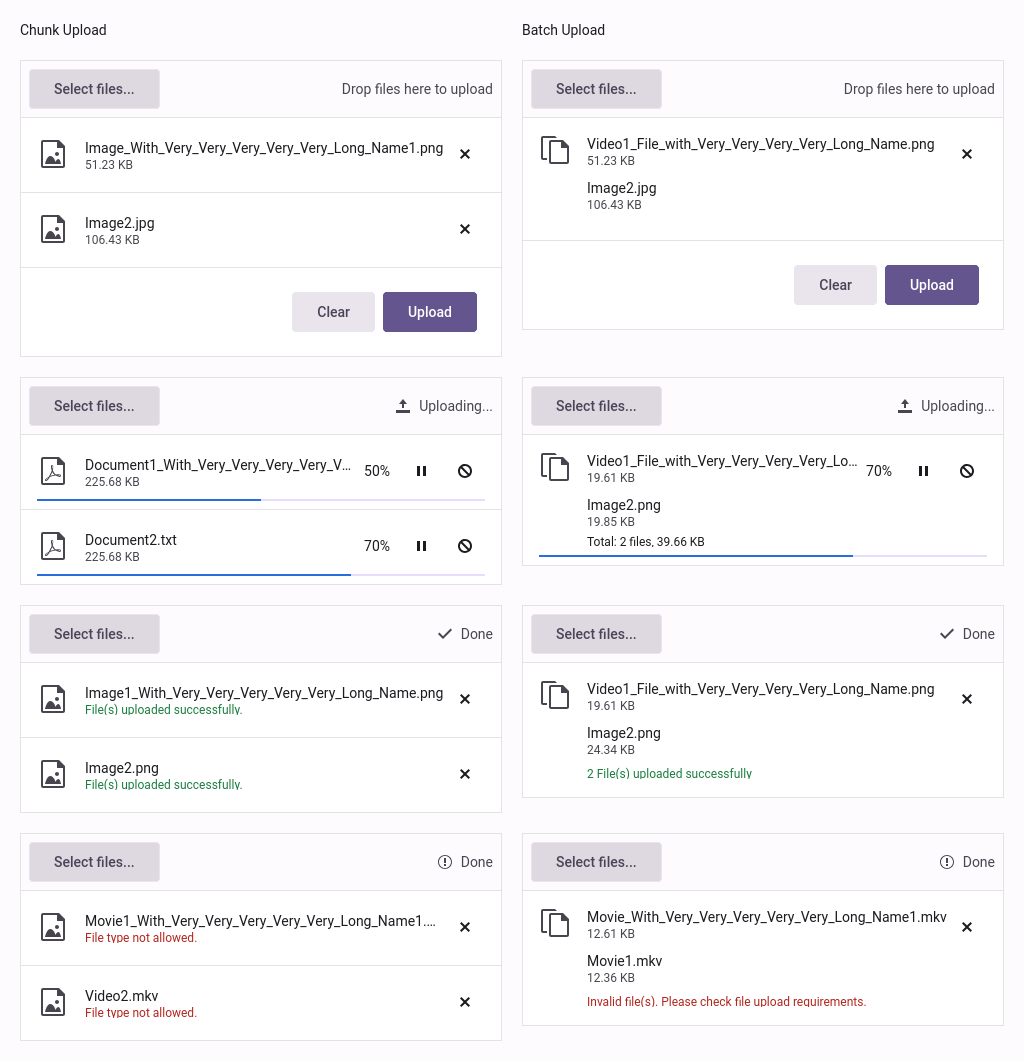 Chunk Upload
Select files...
Drop files here to upload
Image_With_Very_Very_Very_Very_Very_Long_Name1.png
51.23 KB
Image2.jpg
106.43 KB
Clear
Upload
Select files...
Uploading...
Document1_With_Very_Very_Very_Very_V...
225.68 KB
50%
Document2.txt
225.68 KB
70%
Select files...
Done
Image1_With_Very_Very_Very_Very_Very_Long_Name.png
File(s) uploaded successfully.
Image2.png
File(s) uploaded successfully.
Select files...
Done
Movie1_With_Very_Very_Very_Very_Very_Long_Name1....
File type not allowed.
Video2.mkv
File type not allowed.
Batch Upload
Select files...
Drop files here to upload
Video1_File_with_Very_Very_Very_Very_Long_Name.png
51.23 KB
Image2.jpg
106.43 KB
Clear
Upload
Select files...
Uploading...
Video1_File_with_Very_Very_Very_Very_Lo...
19.61 KB
70%
Image2.png
19.85 KB
Total: 2 files, 39.66 KB
Select files...
Done
Video1_File_with_Very_Very_Very_Very_Long_Name.png
19.61 KB
Image2.png
24.34 KB
2 File(s) uploaded successfully
Select files...
Done
Movie_With_Very_Very_Very_Very_Very_Long_Name1.mkv
12.61 KB
Movie1.mkv
12.36 KB
Invalid file(s). Please check file upload requirements.